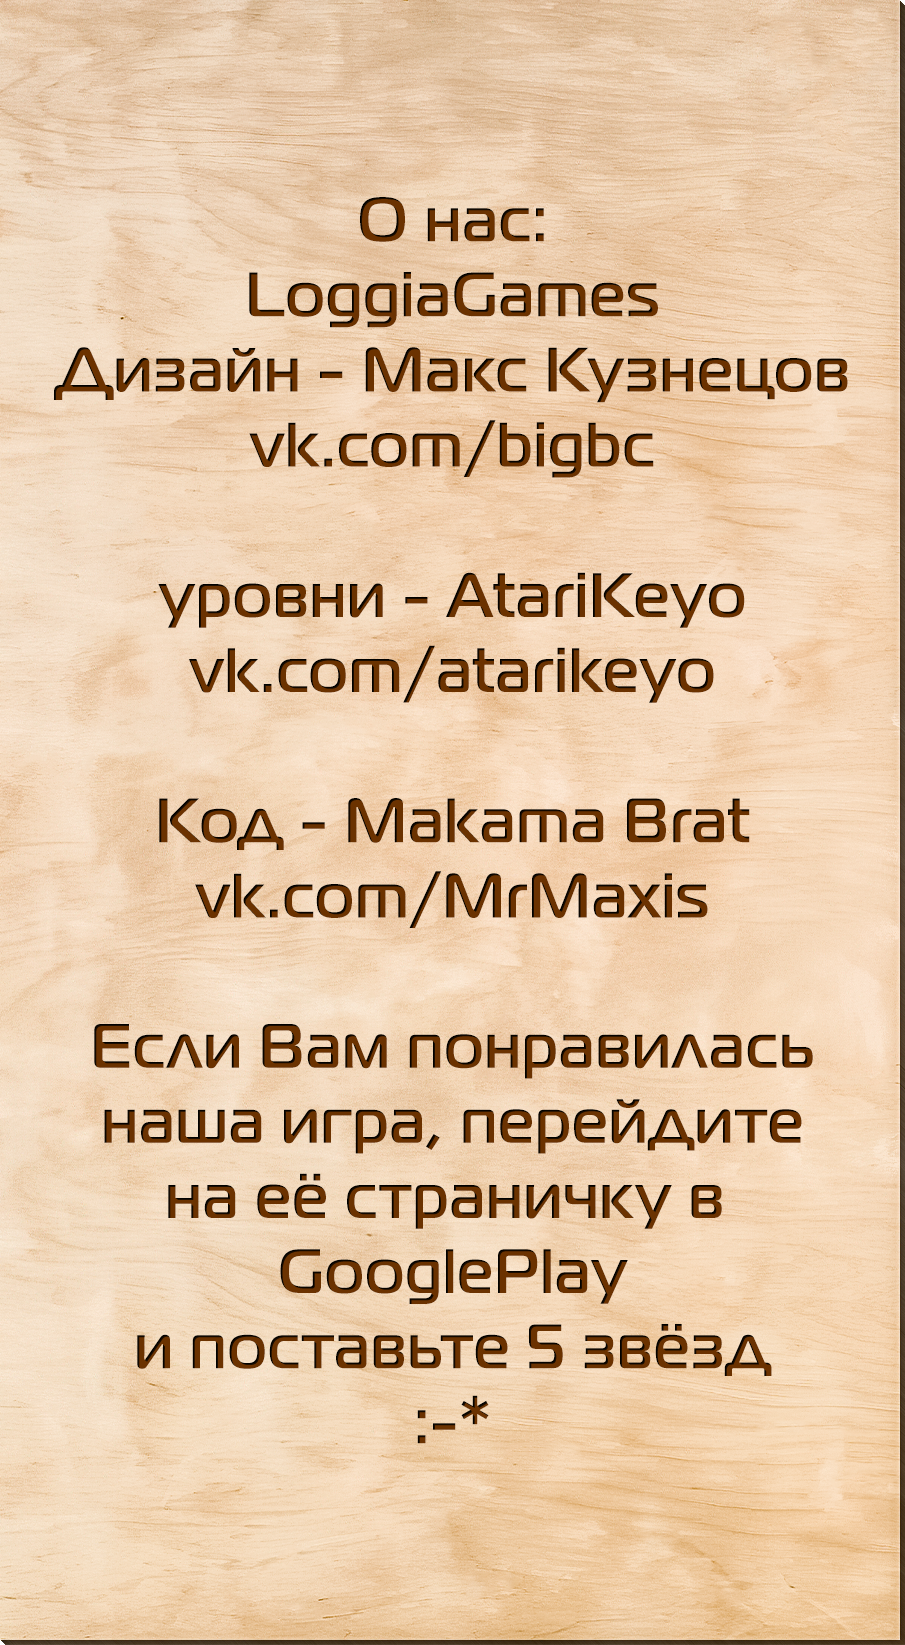 О нас:
LoggiaGames
Дизайн - Макс Кузнецов
vk.com/bigbc
уровни - AtariKeyo
vk.com/atarikeyo
Код - Makama Brat
vk.com/MrMaxis
Если Вам понравилась
наша игра, перейдите
на её страничку в
GooglePlay
и поставьте 5 звёзд
:-*